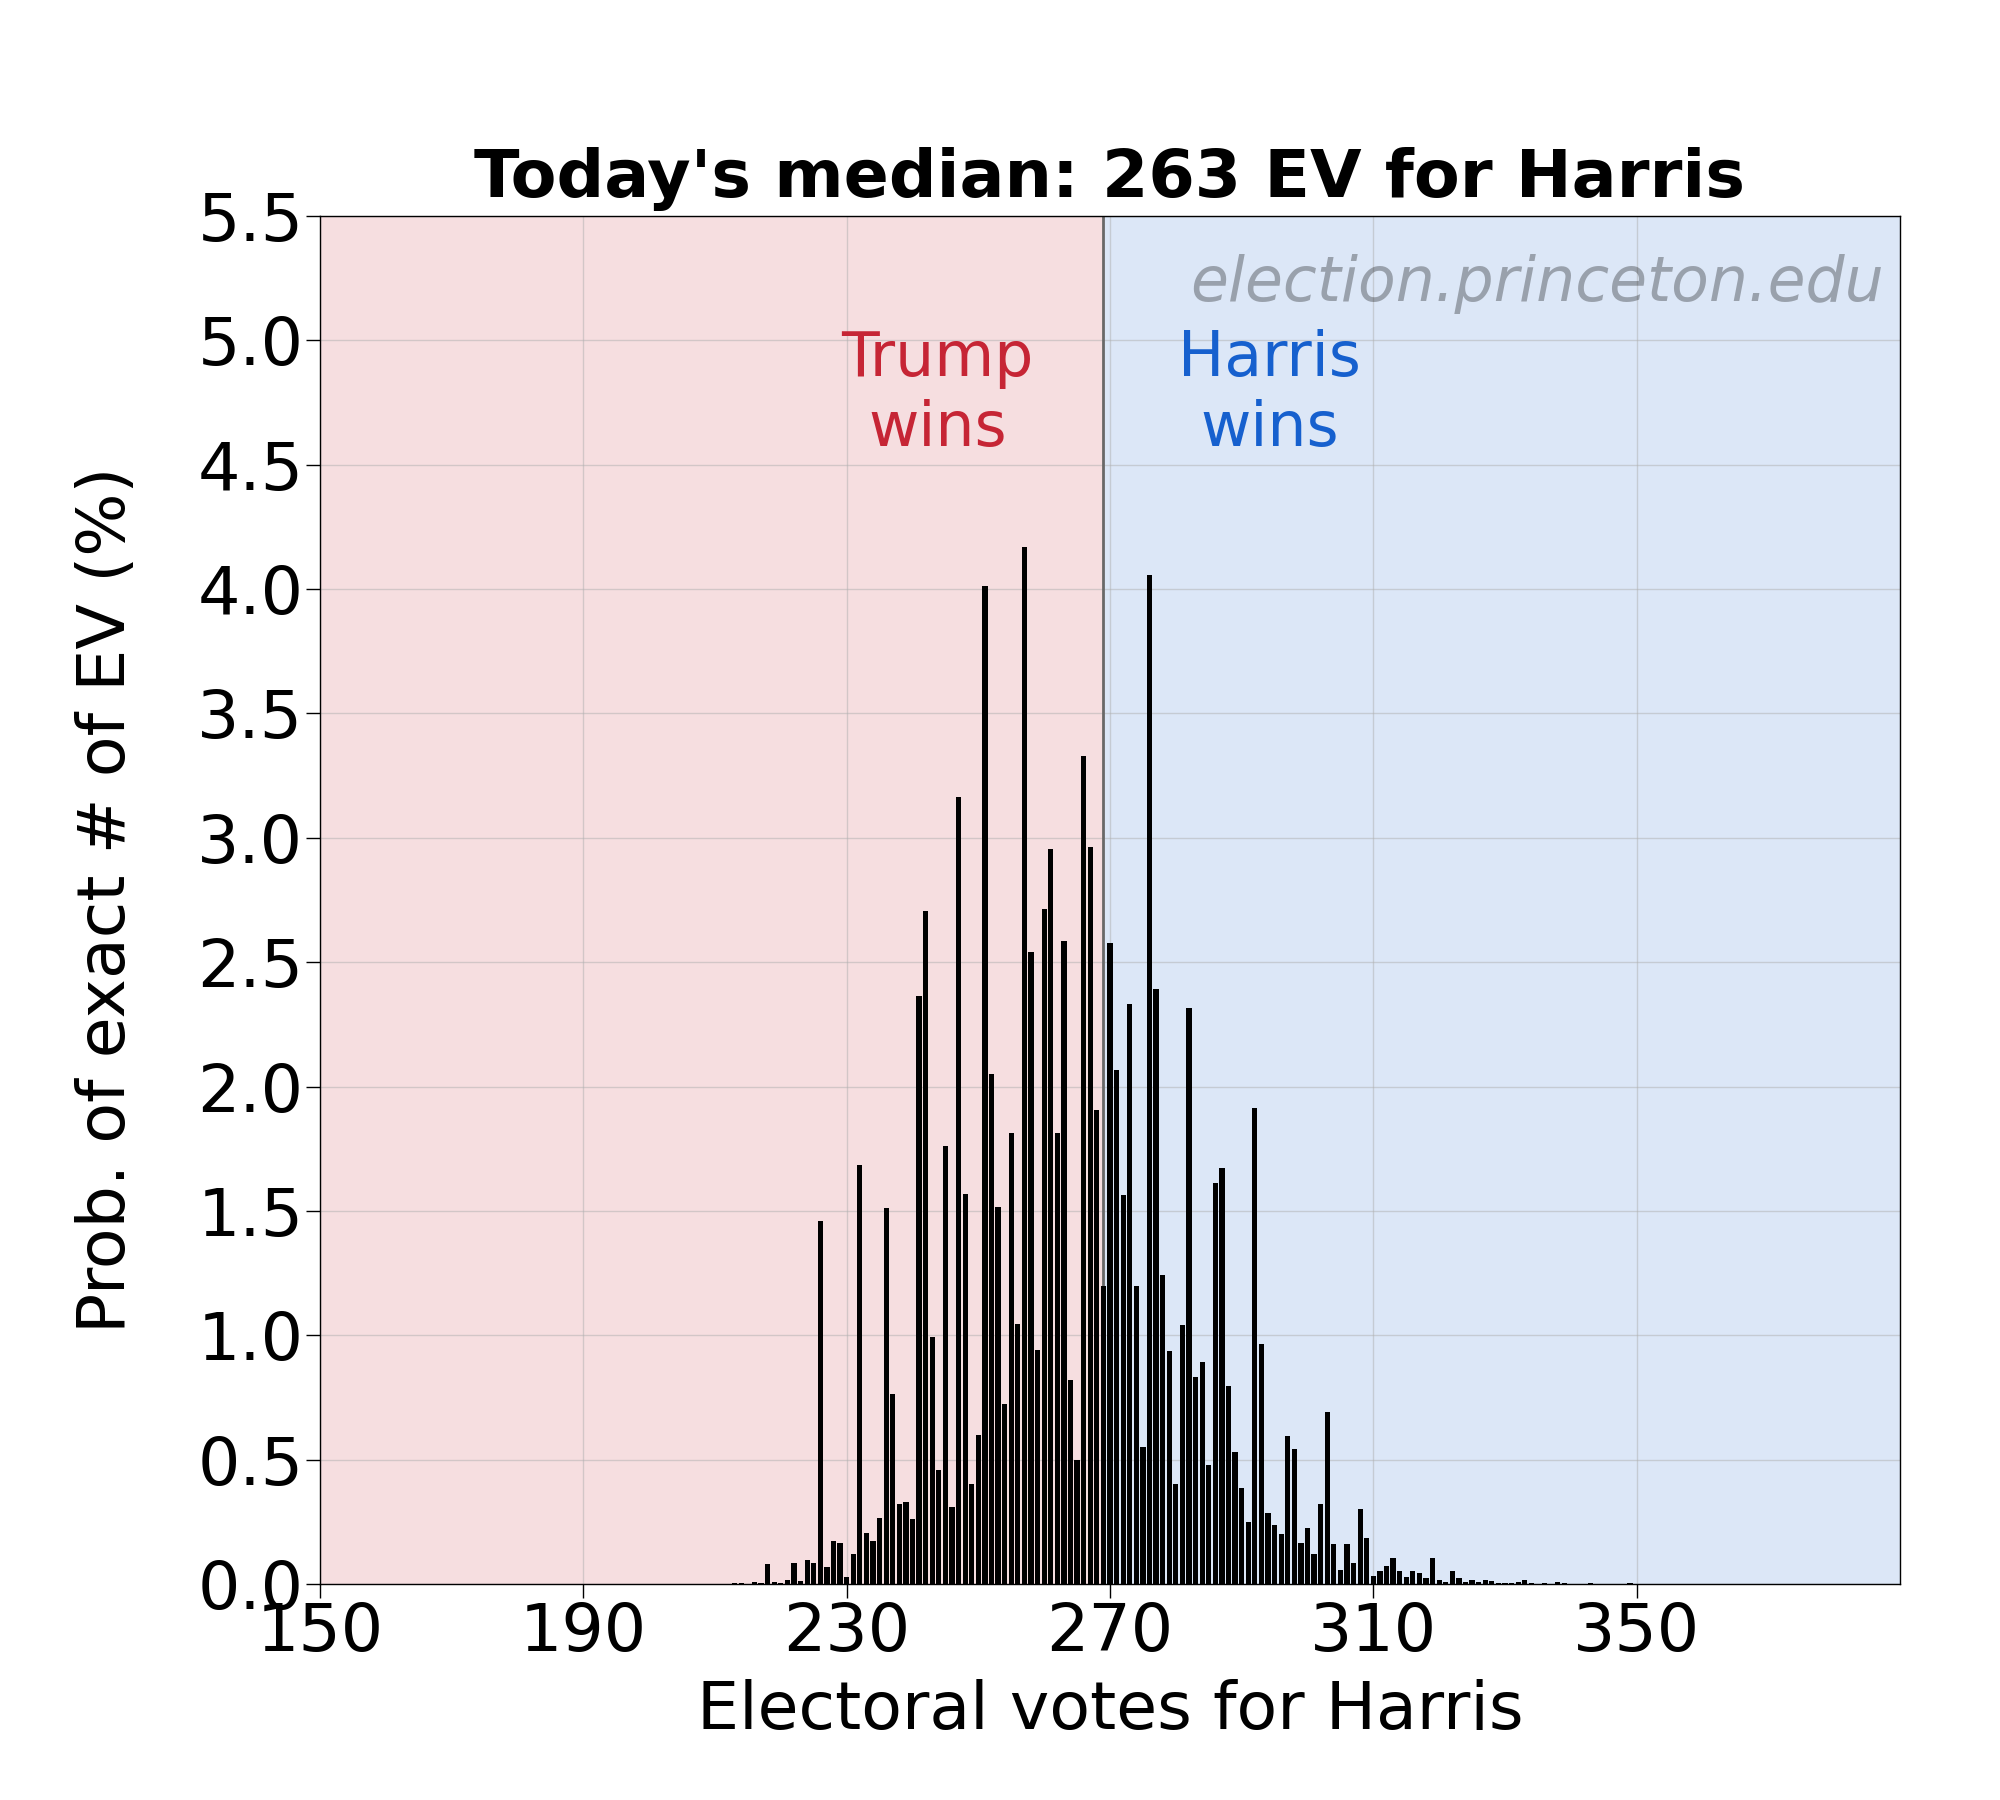 Today's median: 263 EV for Harris
election.princeton.edu
Trump
wins
Harris
wins
Prob. of exact # of EV (%)
5.5
5.0
4.5
4.0
3.5
3.0
2.5
2.0
1.5
1.0
0.5
0.0
150 190 230 270 310 350
Electoral votes for Harris